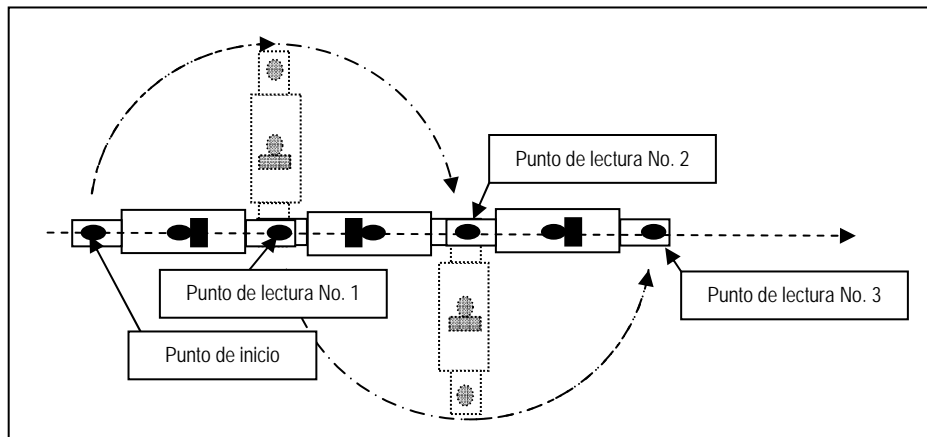 Punto de lectura No. 2
Punto de lectura No. 1
Punto de lectura No. 3
Punto de inicio